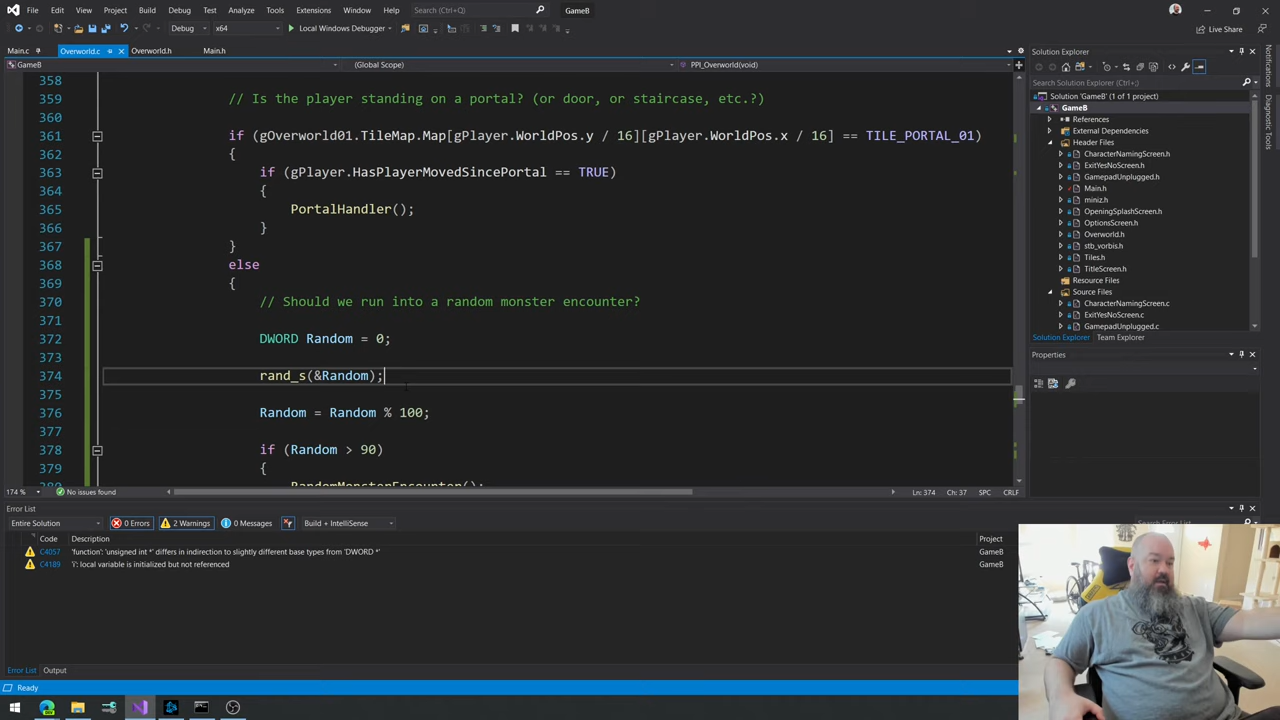 File Edit View Git Project Build Debug Test Analyze Tools Extensions Window Help Search (Ctrl+Q) GameB
Debug x64 Local Windows Debugger Live Share
Main.c Overworld.c Overworld.h Main.h
GameB (Global Scope) PPI_Overworld(void)
358
359 // Is the player standing on a portal? (or door, or staircase, etc.?)
360
361 if (gOverworld01.TileMap.Map[gPlayer.WorldPos.y / 16][gPlayer.WorldPos.x / 16] == TILE_PORTAL_01)
362 {
363 if (gPlayer.HasPlayerMovedSincePortal == TRUE)
364 {
365 PortalHandler();
366 }
367 }
368 else
369 {
370 // Should we run into a random monster encounter?
371
372 DWORD Random = 0;
373
374 rand_s(&Random);
375
376 Random = Random % 100;
377
378 if (Random > 90)
379 {
380 RandomMonsterEncounter();
174 % No issues found Ln: 374 Ch: 37 SPC CRLF
Error List
Entire Solution 0 Errors 2 Warnings 0 Messages Build + IntelliSense Search Error List
Code Description Project
C4057 'function': 'unsigned int *' differs in indirection to slightly different base types from 'DWORD *' GameB
C4189 'i': local variable is initialized but not referenced GameB
Error List Output
Ready
Solution Explorer
Search Solution Explorer (Ctrl+;)
Solution 'GameB' (1 of 1 project)
GameB
References
External Dependencies
Header Files
CharacterNamingScreen.h
ExitYesNoScreen.h
GamepadUnplugged.h
Main.h
miniz.h
OpeningSplashScreen.h
OptionsScreen.h
Overworld.h
stb_vorbis.h
Tiles.h
TitleScreen.h
Resource Files
Source Files
CharacterNamingScreen.c
ExitYesNoScreen.c
GamepadUnplugged.c
Solution Explorer Team Explorer
Properties
Notifications
Diagnostic Tools